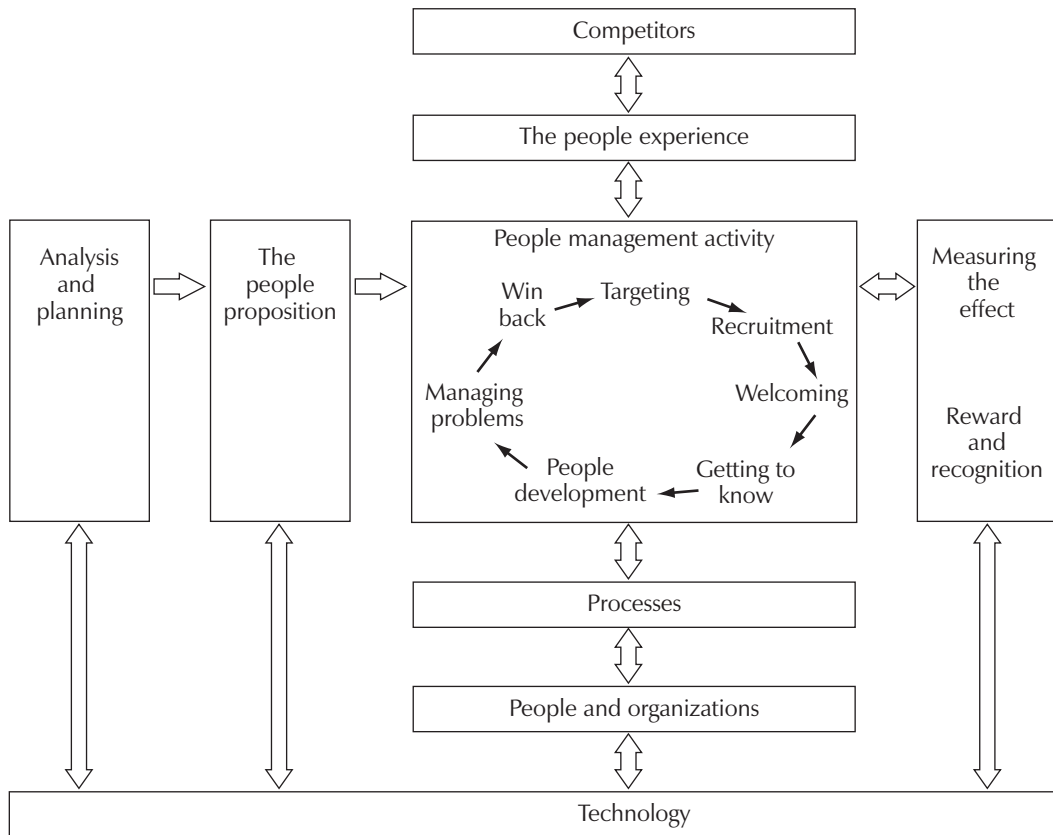 Competitors
The people experience
Analysis
and
planning
The
people
proposition
People management activity
Win
back
Targeting
Recruitment
Welcoming
Getting to
know
People
development
Managing
problems
Measuring
the
effect
Reward
and
recognition
Processes
People and organizations
Technology